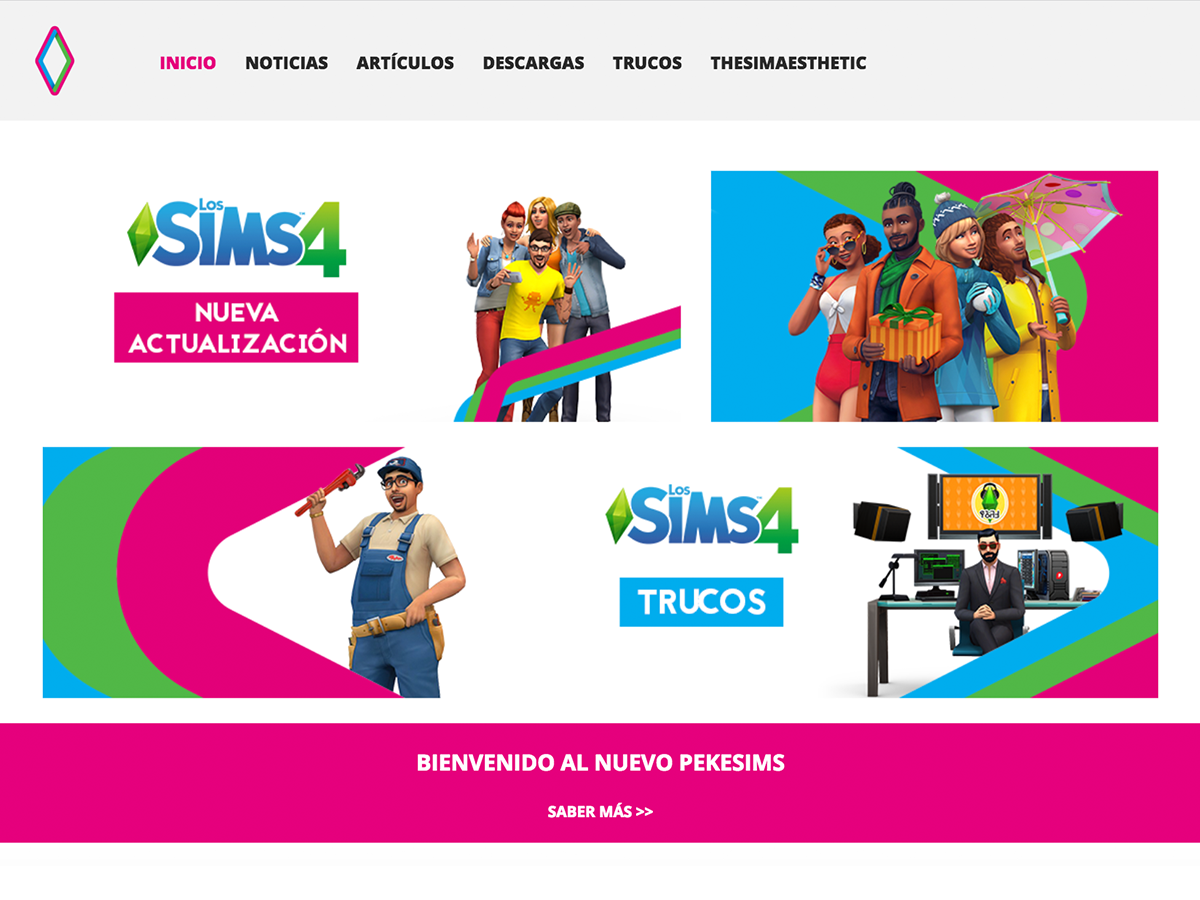 INICIO NOTICIAS ARTÍCULOS DESCARGAS TRUCOS THESIMAESTHETIC
Los
SIMS 4
NUEVA
ACTUALIZACIÓN
Los
SIMS 4
TRUCOS
BIENVENIDO AL NUEVO PEKESIMS
SABER MÁS >>